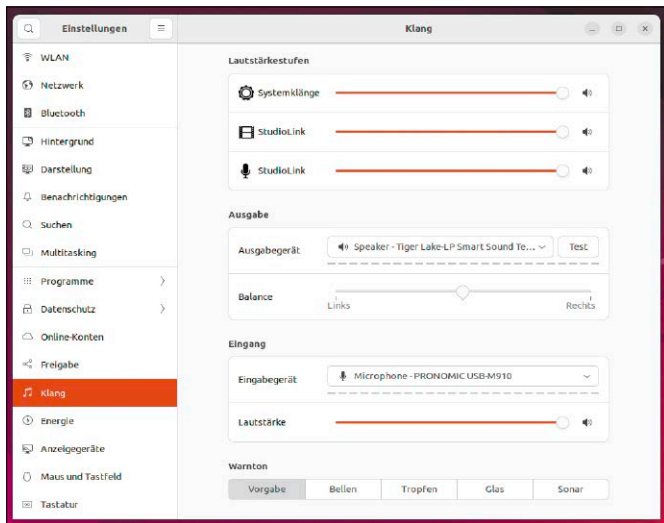 Einstellungen
Klang
WLAN
Netzwerk
Bluetooth
Hintergrund
Darstellung
Benachrichtigungen
Suchen
Multitasking
Programme
Datenschutz
Online-Konten
Freigabe
Klang
Energie
Anzeigegeräte
Maus und Tastfeld
Tastatur
Lautstärkestufen
Systemklänge
StudioLink
StudioLink
Ausgabe
Ausgabegerät
Speaker - Tiger Lake-LP Smart Sound Te...
Test
Balance
Links
Rechts
Eingang
Eingabegerät
Microphone - PRONOMIC USB-M910
Lautstärke
Warnton
Vorgabe
Bellen
Tropfen
Glas
Sonar